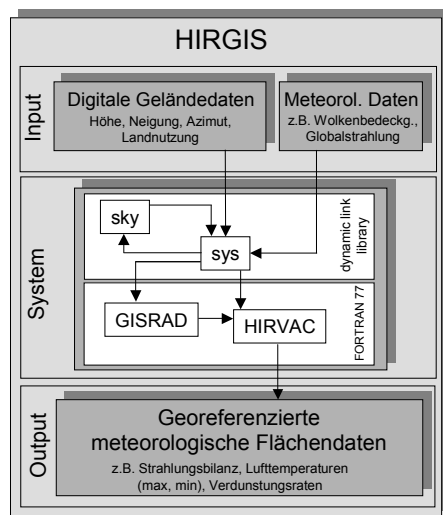 HIRGIS
Input
Digitale Geländedaten
Höhe, Neigung, Azimut,
Landnutzung
Meteorol. Daten
z.B. Wolkenbedeckg.,
Globalstrahlung
System
sky
sys
dynamic link
library
GISRAD
HIRVAC
FORTRAN 77
Output
Georeferenzierte
meteorologische Flächendaten
z.B. Strahlungsbilanz, Lufttemperaturen
(max, min), Verdunstungsraten